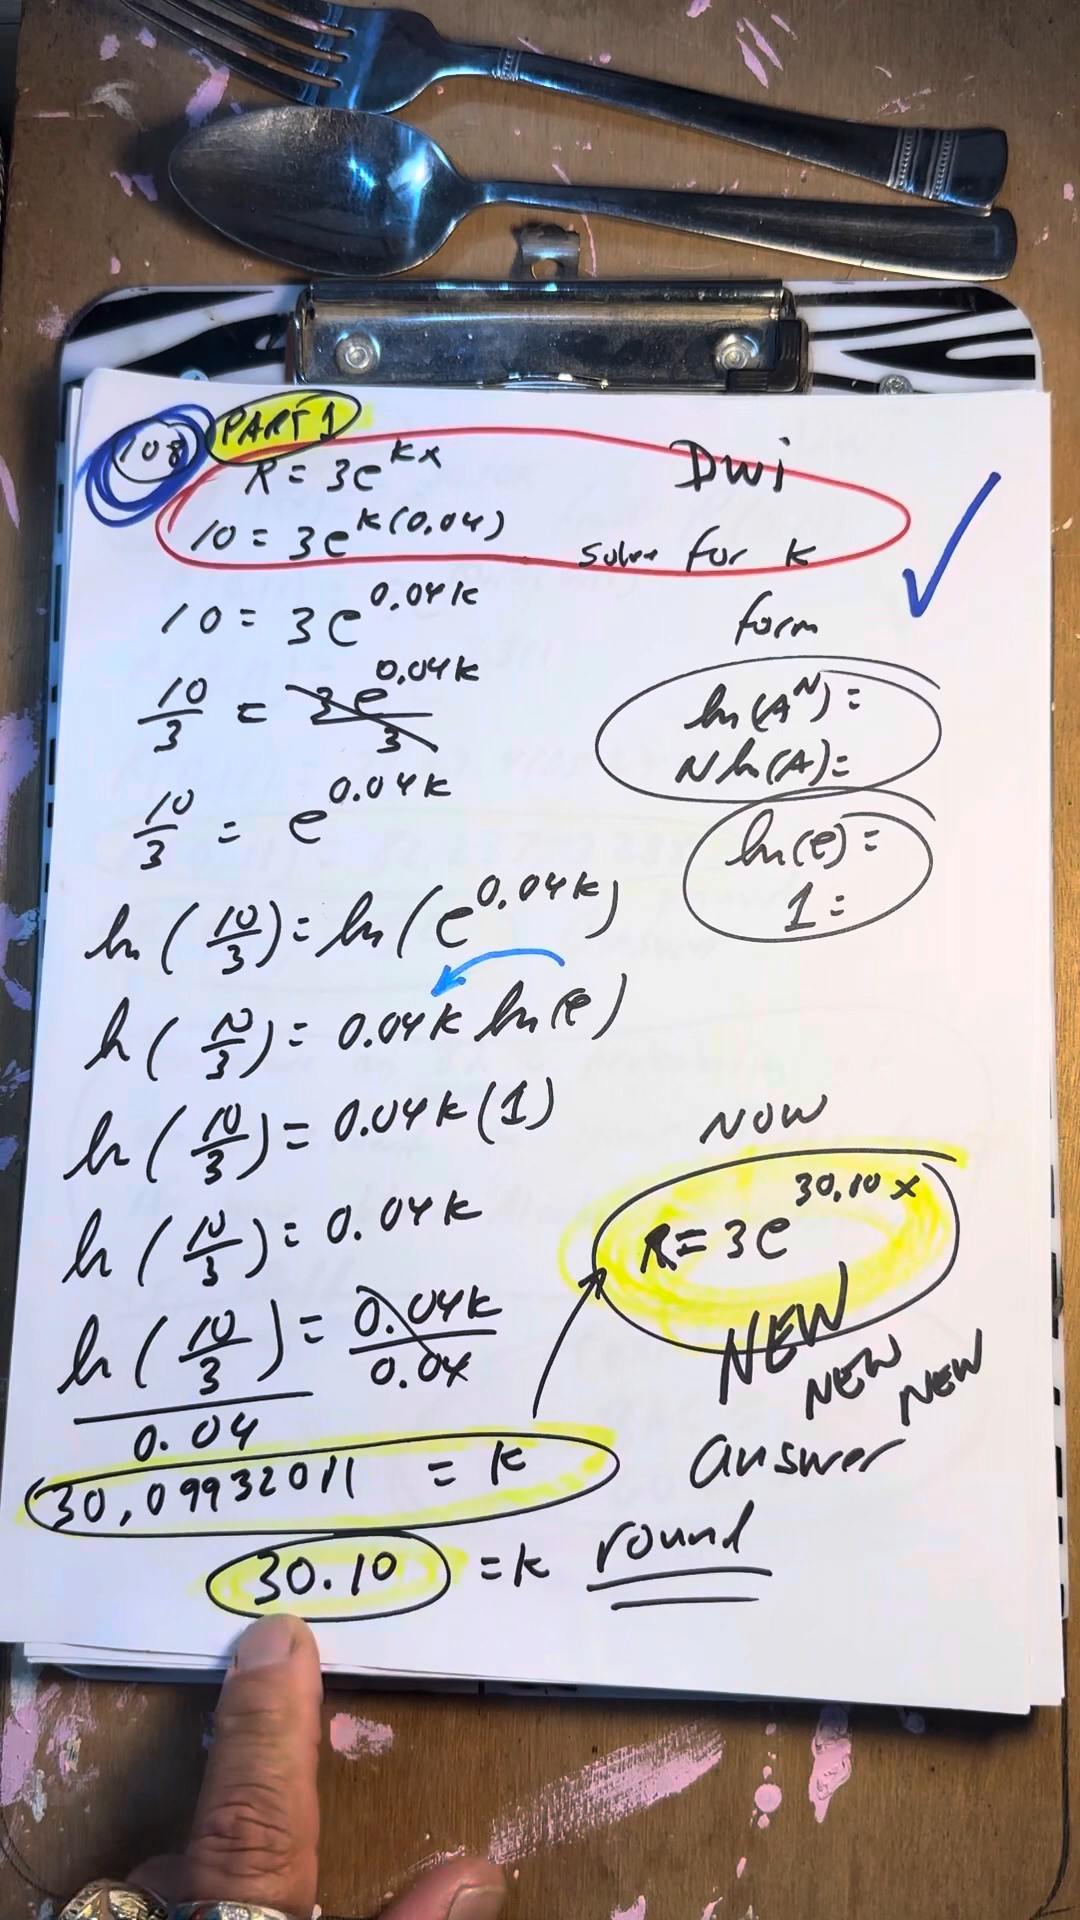 108 PART 1
R = 3e^kx DWi
10 = 3e^k(0.04) solve for k
10 = 3e^0.04k form
10/3 = 3e^0.04k/3 ln(A^N) =
N ln(A) =
10/3 = e^0.04k ln(e) =
1 =
ln(10/3) = ln(e^0.04k)
ln(10/3) = 0.04k ln(e)
ln(10/3) = 0.04k(1)
NOW
R = 3e^30.10x
ln(10/3) = 0.04k
NEW NEW NEW
ln(10/3)/0.04 = 0.04k/0.04
answer
30.09932011 = k
30.10 = k round